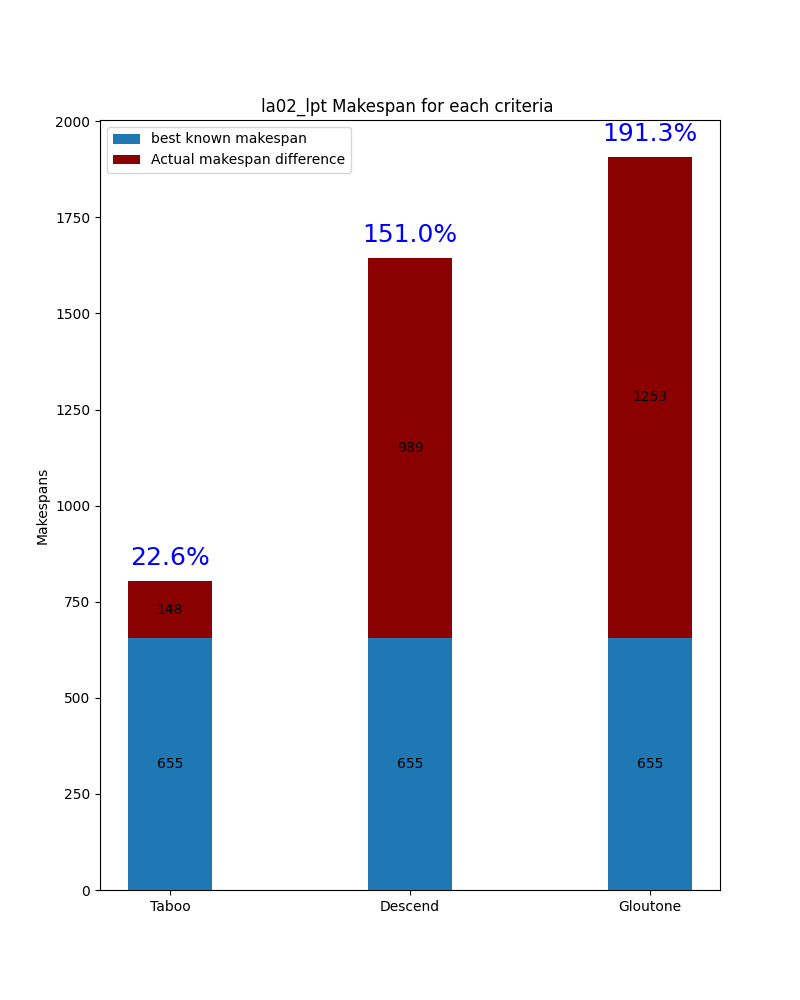 la02_lpt Makespan for each criteria
best known makespan
Actual makespan difference
191.3%
151.0%
22.6%
2000
1750
1500
1250
1000
750
500
250
0
Makespans
1253
989
148
655
655
655
Taboo
Descend
Gloutone